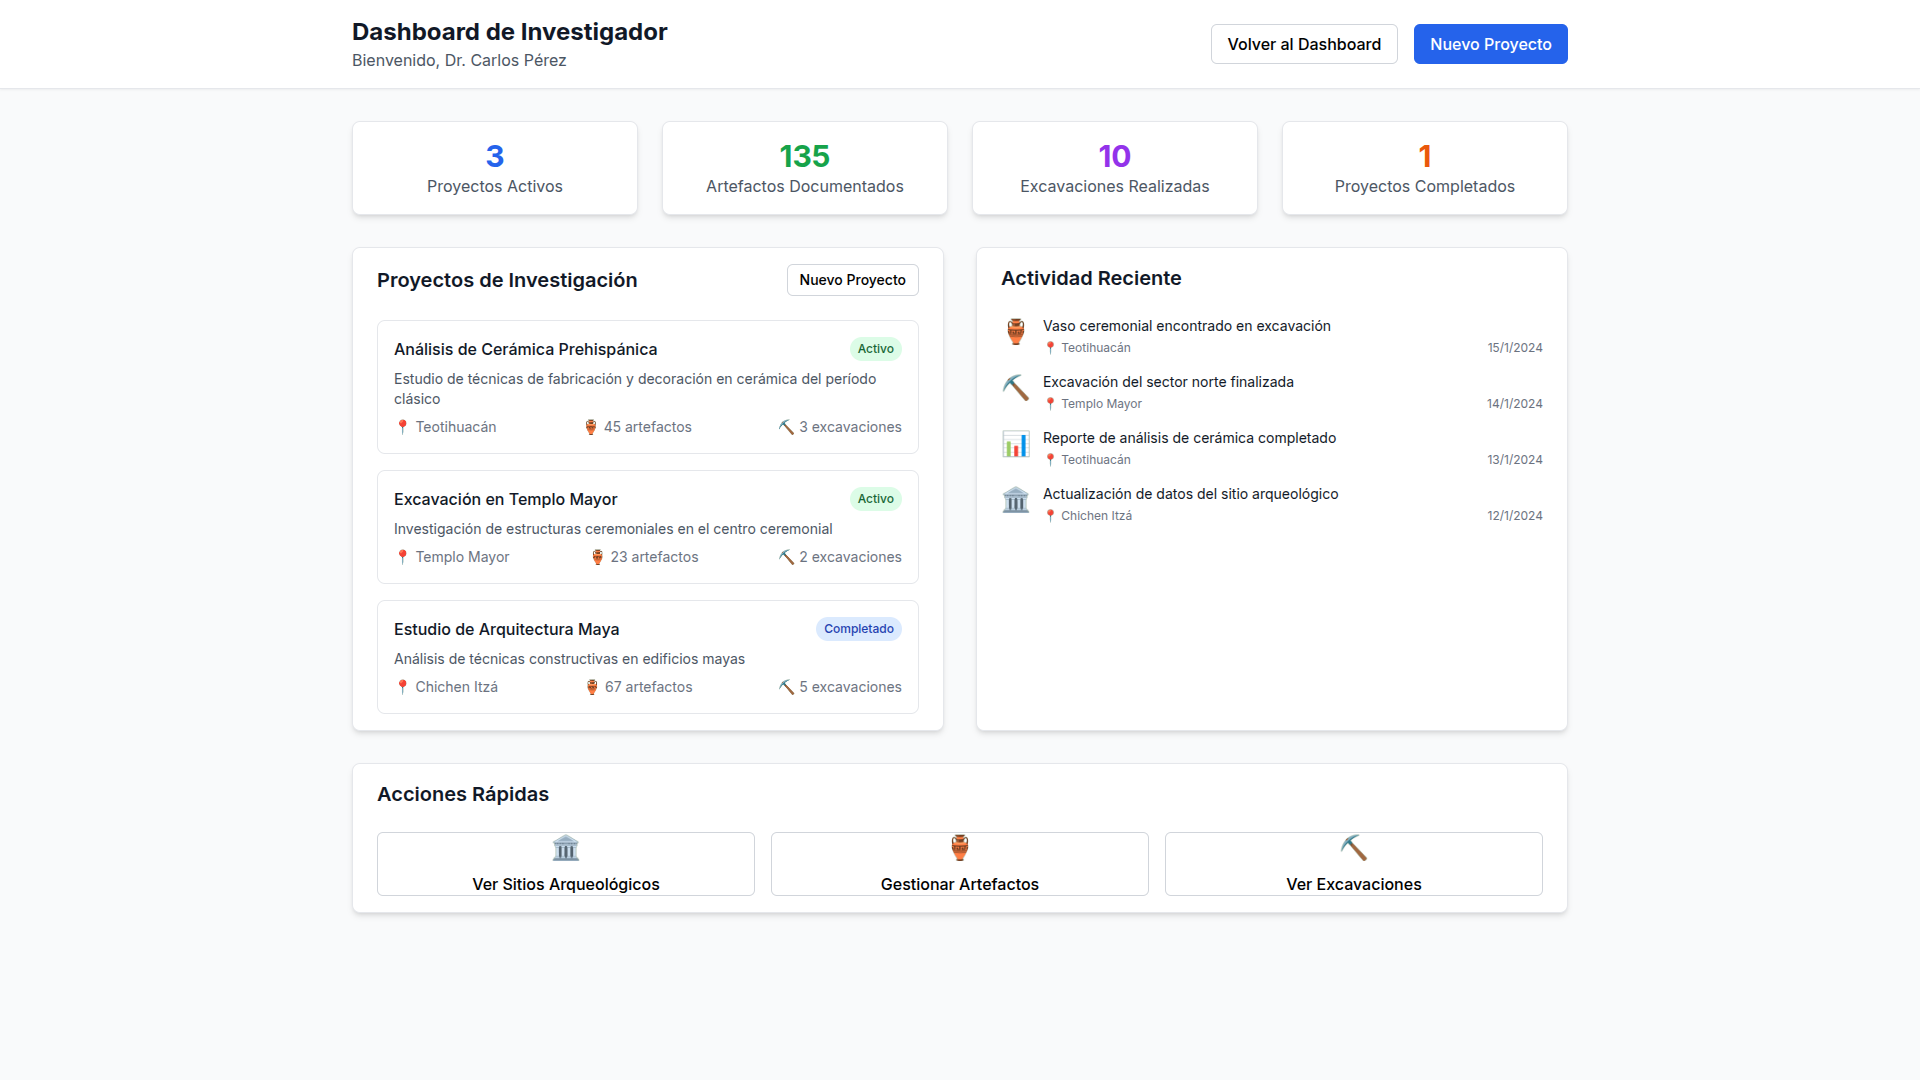 Dashboard de Investigador
Bienvenido, Dr. Carlos Pérez
Volver al Dashboard
Nuevo Proyecto
3
Proyectos Activos
135
Artefactos Documentados
10
Excavaciones Realizadas
1
Proyectos Completados
Proyectos de Investigación
Nuevo Proyecto
Análisis de Cerámica Prehispánica
Activo
Estudio de técnicas de fabricación y decoración en cerámica del período
clásico
Teotihuacán
45 artefactos
3 excavaciones
Excavación en Templo Mayor
Activo
Investigación de estructuras ceremoniales en el centro ceremonial
Templo Mayor
23 artefactos
2 excavaciones
Estudio de Arquitectura Maya
Completado
Análisis de técnicas constructivas en edificios mayas
Chichen Itzá
67 artefactos
5 excavaciones
Actividad Reciente
Vaso ceremonial encontrado en excavación
Teotihuacán
15/1/2024
Excavación del sector norte finalizada
Templo Mayor
14/1/2024
Reporte de análisis de cerámica completado
Teotihuacán
13/1/2024
Actualización de datos del sitio arqueológico
Chichen Itzá
12/1/2024
Acciones Rápidas
Ver Sitios Arqueológicos
Gestionar Artefactos
Ver Excavaciones